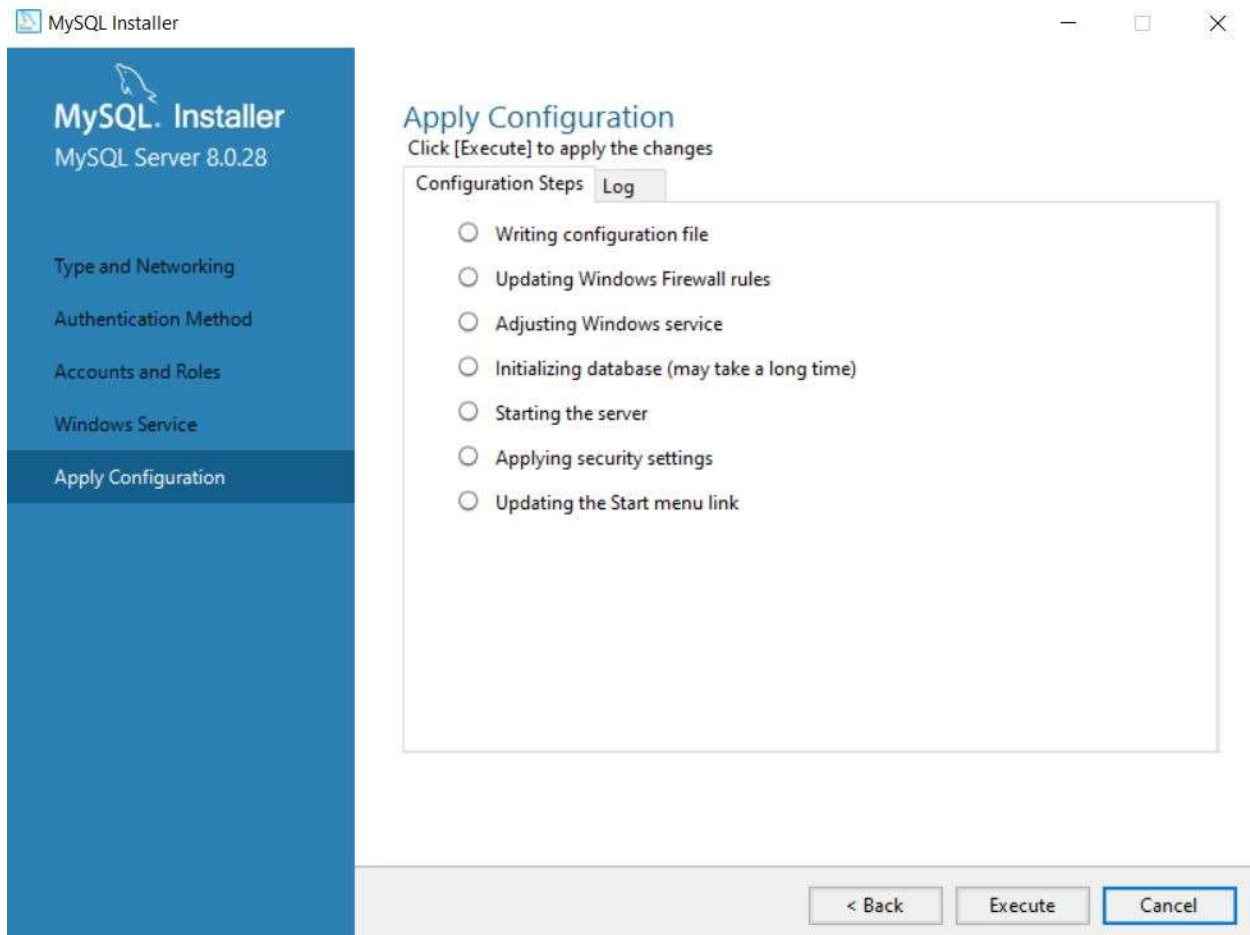 MySQL Installer
MySQL. Installer
MySQL Server 8.0.28
Type and Networking
Authentication Method
Accounts and Roles
Windows Service
Apply Configuration
Apply Configuration
Click [Execute] to apply the changes
Configuration Steps Log
Writing configuration file
Updating Windows Firewall rules
Adjusting Windows service
Initializing database (may take a long time)
Starting the server
Applying security settings
Updating the Start menu link
< Back Execute Cancel